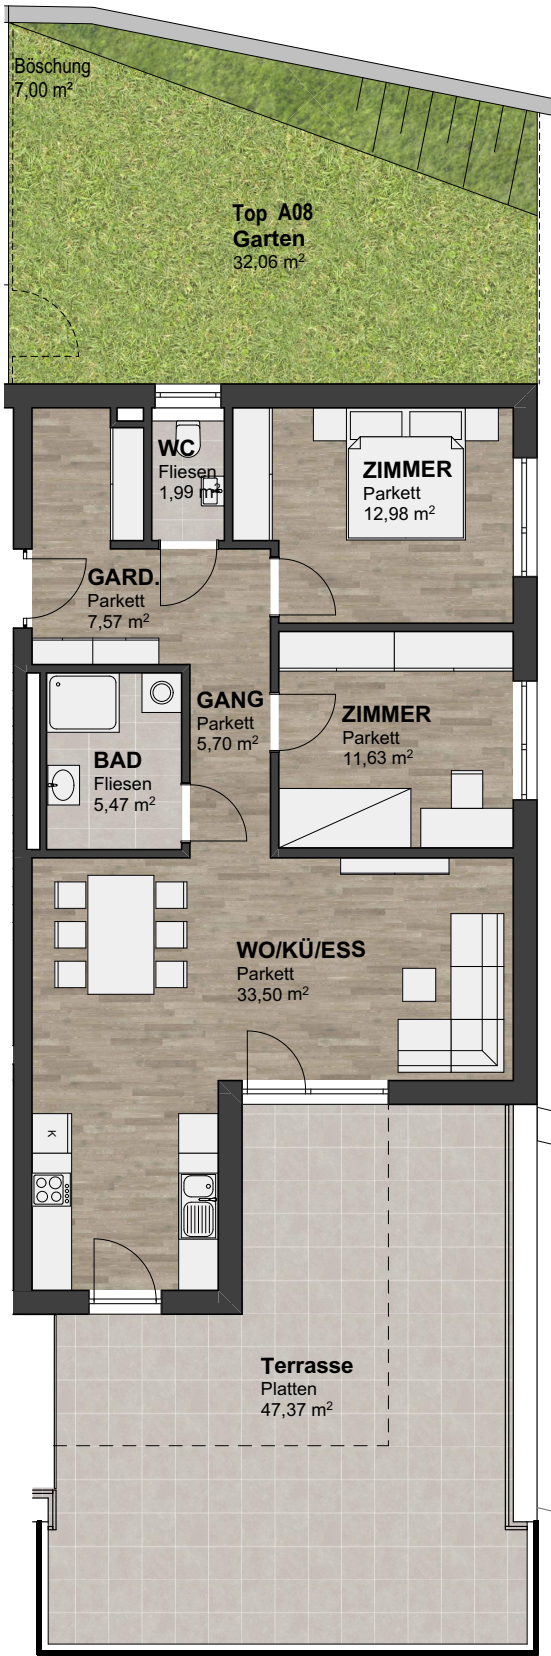 Böschung
7,00 m²
Top A08
Garten
32,06 m²
WC
Fliesen
1,99 m²
ZIMMER
Parkett
12,98 m²
GARD.
Parkett
7,57 m²
GANG
Parkett
5,70 m²
ZIMMER
Parkett
11,63 m²
BAD
Fliesen
5,47 m²
WO/KÜ/ESS
Parkett
33,50 m²
K
Terrasse
Platten
47,37 m²